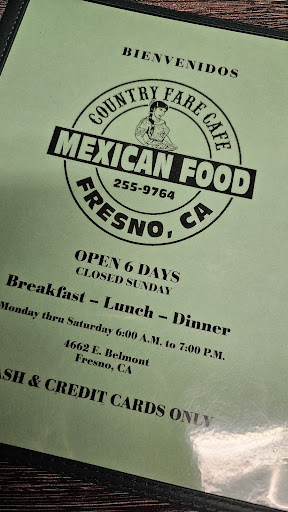 BIENVENIDOS
COUNTRY FARE CAFE
MEXICAN FOOD
255-9764
FRESNO, CA
OPEN 6 DAYS
CLOSED SUNDAY
Breakfast – Lunch – Dinner
Monday thru Saturday 6:00 A.M. to 7:00 P.M.
4662 E. Belmont
Fresno, CA
ASH & CREDIT CARDS ONLY